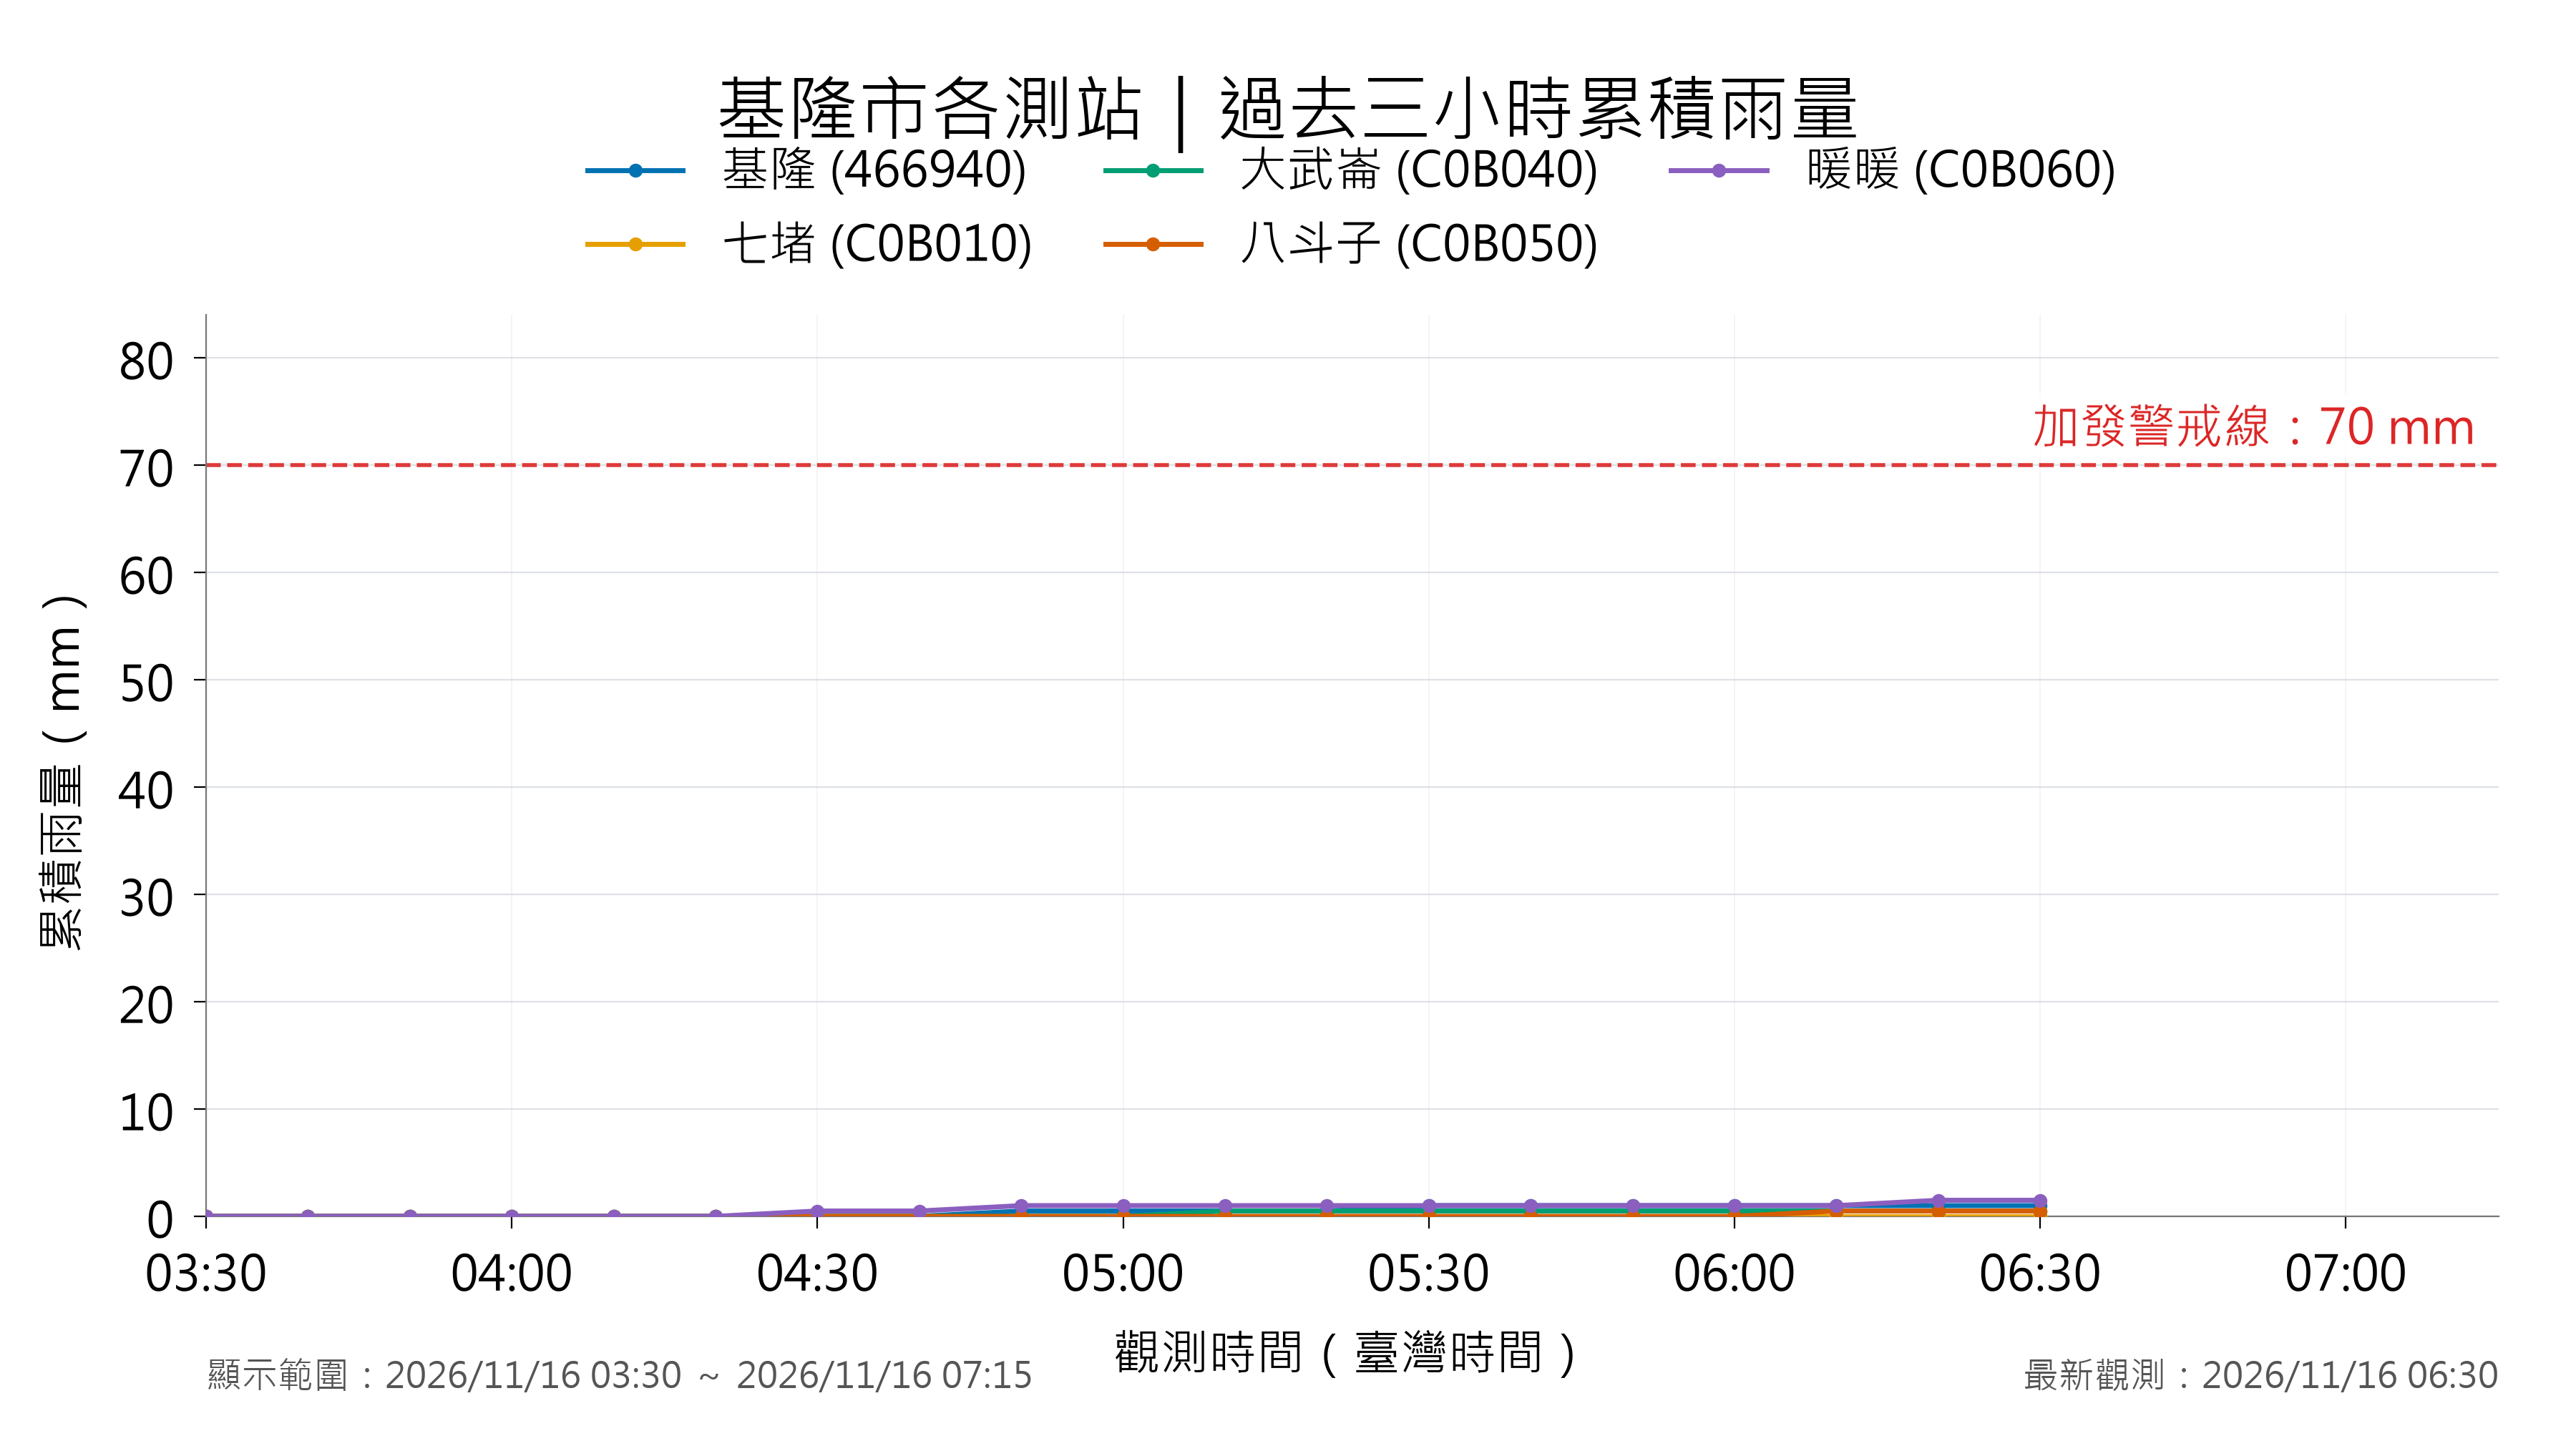 基隆市各測站｜過去三小時累積雨量
基隆 (466940)
大武崙 (C0B040)
暖暖 (C0B060)
七堵 (C0B010)
八斗子 (C0B050)
累積雨量（mm）
80
70
60
50
40
30
20
10
0
加發警戒線：70 mm
03:30 04:00 04:30 05:00 05:30 06:00 06:30 07:00
觀測時間（臺灣時間）
顯示範圍：2026/11/16 03:30 ~ 2026/11/16 07:15
最新觀測：2026/11/16 06:30